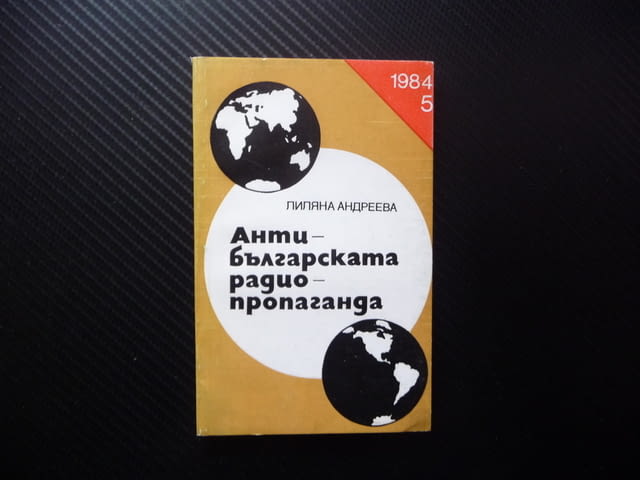 1984
5
ЛИЛЯНА АНДРЕЕВА
Анти–
българската
радио–
пропаганда